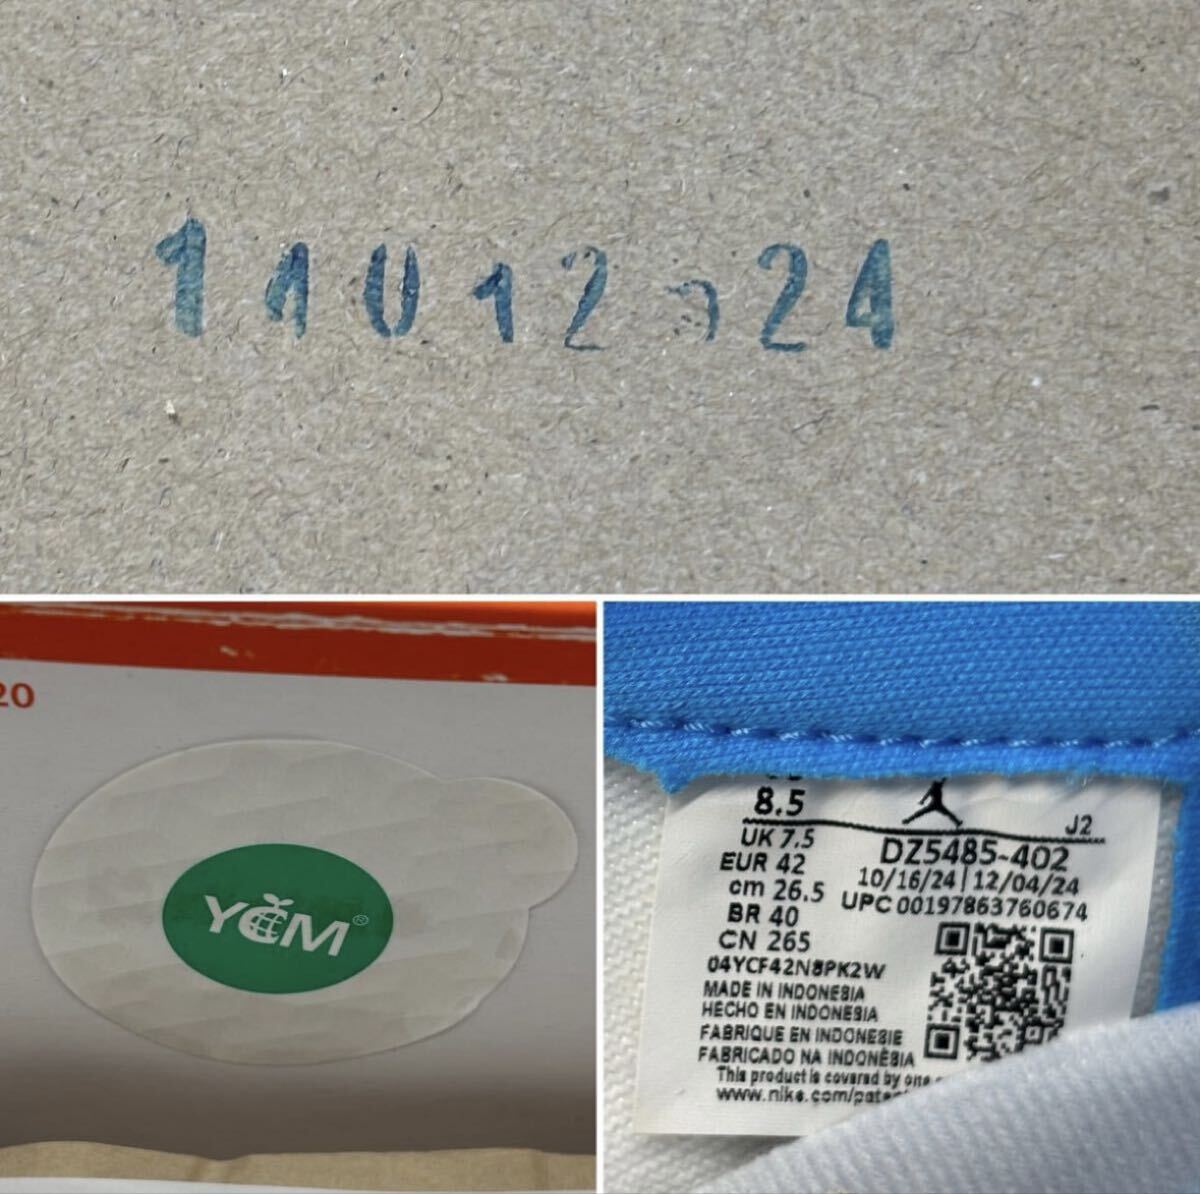 20
YCM®
8.5
J2
UK 7.5
DZ5485-402
EUR 42
10/16/24 | 12/04/24
cm 26.5
UPC 00197863760674
BR 40
CN 265
04YCF42N8PK2W
MADE IN INDONESIA
HECHO EN INDONESIA
FABRIQUE EN INDONESIE
FABRICADO NA INDONÉSIA
This product is covered by one
www.nike.com/paten